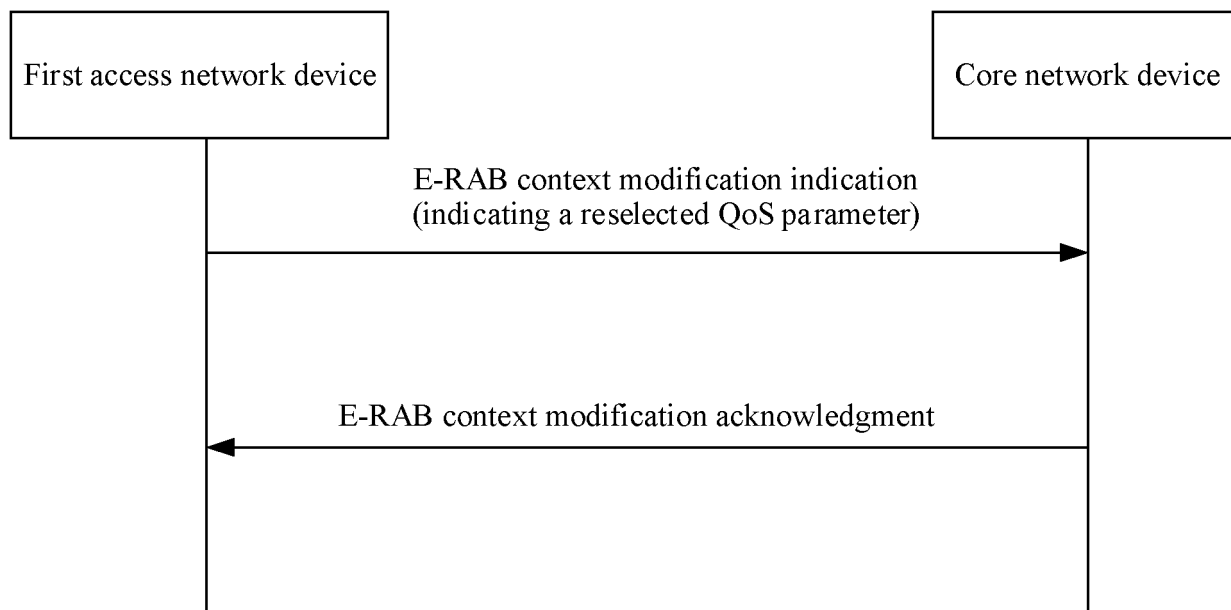 First access network device
Core network device
E-RAB context modification indication
(indicating a reselected QoS parameter)
E-RAB context modification acknowledgment